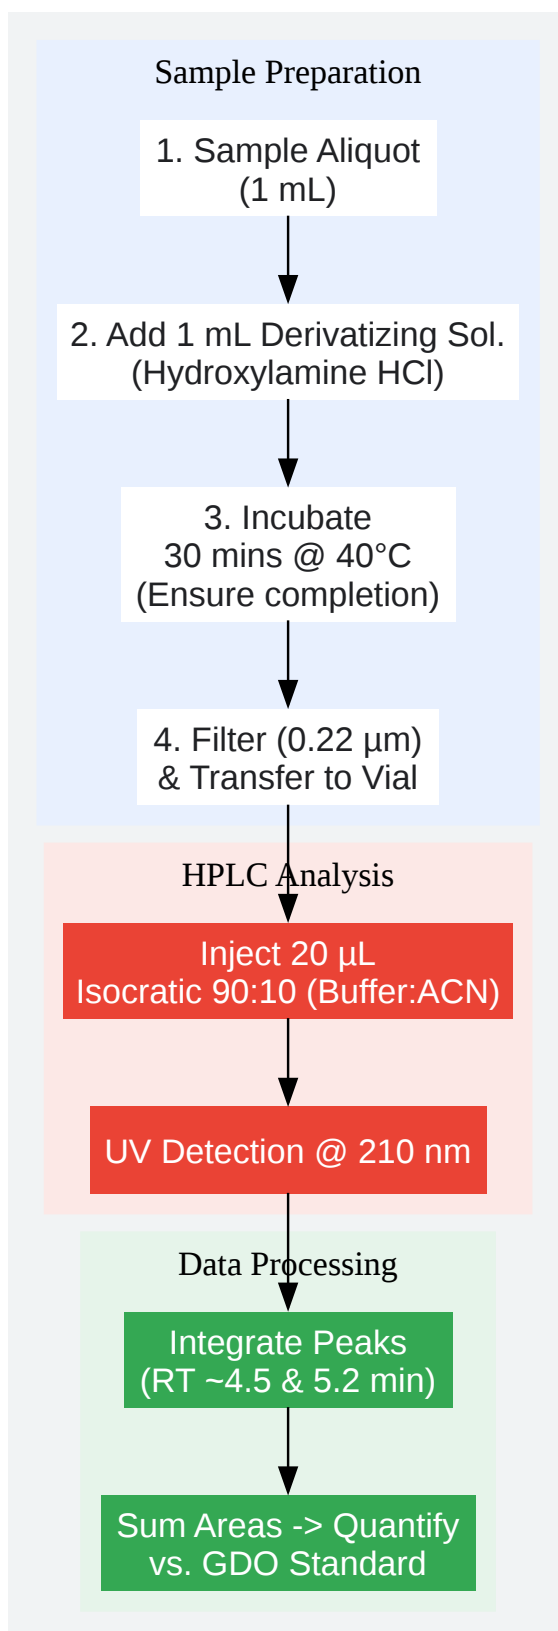 Sample Preparation
1. Sample Aliquot
(1 mL)
2. Add 1 mL Derivatizing Sol.
(Hydroxylamine HCl)
3. Incubate
30 mins @ 40°C
(Ensure completion)
4. Filter (0.22 µm)
& Transfer to Vial
HPLC Analysis
Inject 20 µL
Isocratic 90:10 (Buffer:ACN)
UV Detection @ 210 nm
Data Processing
Integrate Peaks
(RT ~4.5 & 5.2 min)
Sum Areas -> Quantify
vs. GDO Standard